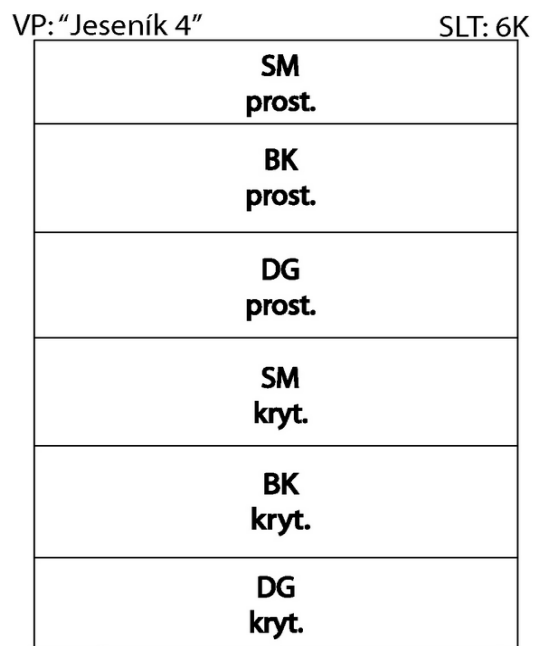 VP: “Jeseník 4” SLT: 6K
SM
prost.
BK
prost.
DG
prost.
SM
kryt.
BK
kryt.
DG
kryt.